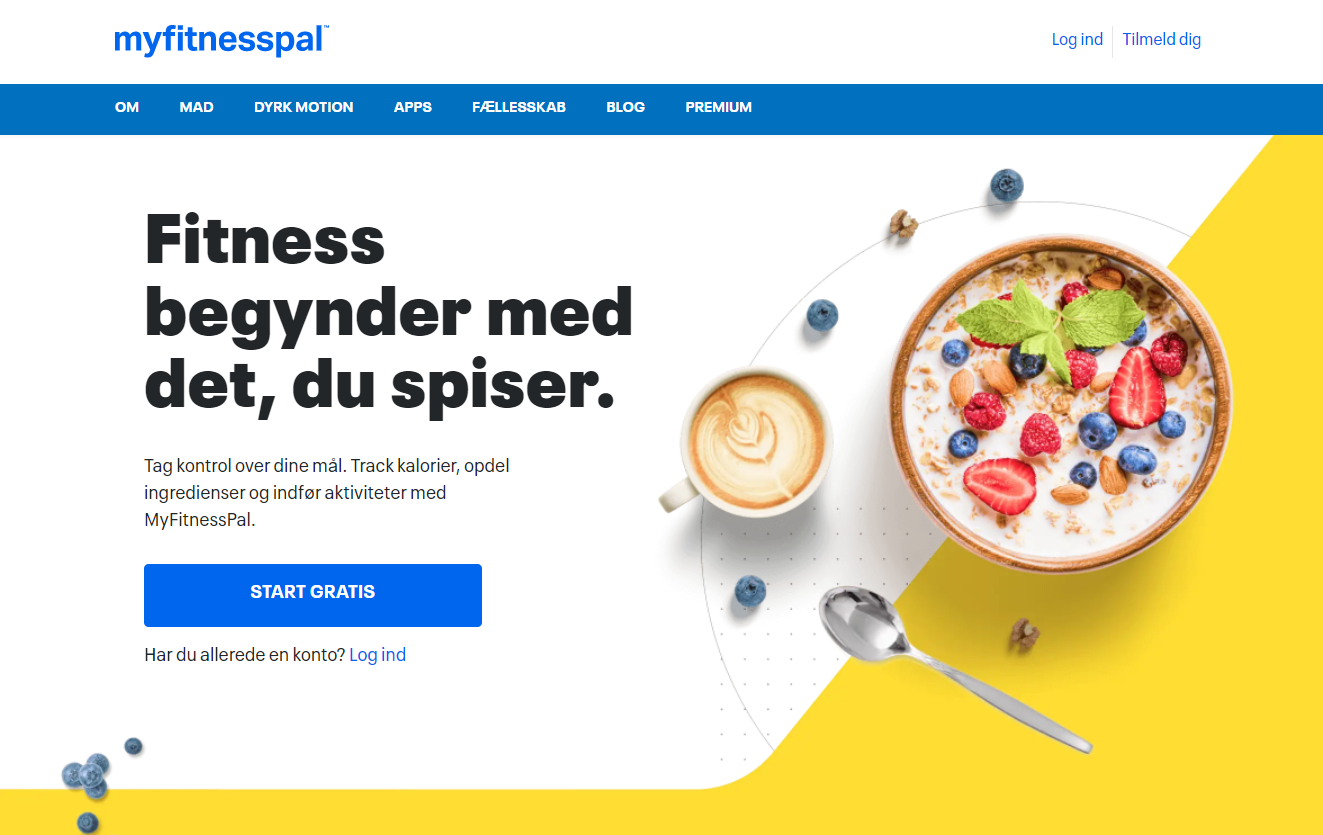 myfitnesspal™
Log ind
Tilmeld dig
OM
MAD
DYRK MOTION
APPS
FÆLLESSKAB
BLOG
PREMIUM
Fitness
begynder med
det, du spiser.
Tag kontrol over dine mål. Track kalorier, opdel
ingredienser og indfør aktiviteter med
MyFitnessPal.
START GRATIS
Har du allerede en konto? Log ind